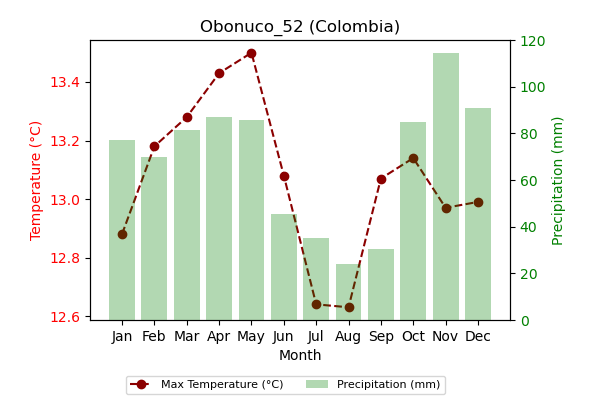 Obonuco_52 (Colombia)
Temperature (°C)
13.4
13.2
13.0
12.8
12.6
120
100
80
60
40
20
0
Precipitation (mm)
Jan Feb Mar Apr May Jun Jul Aug Sep Oct Nov Dec
Month
Max Temperature (°C) Precipitation (mm)